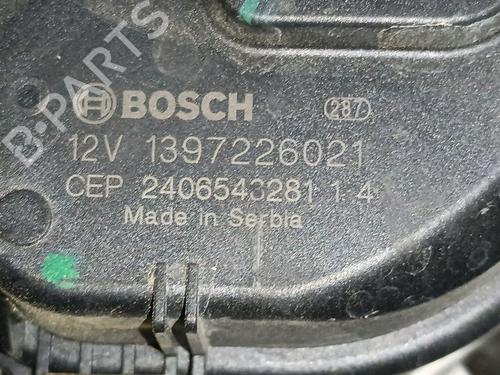 B-PARTS
BOSCH 287
12V 1397226021
CEP 2406543281 1 4
Made in Serbia